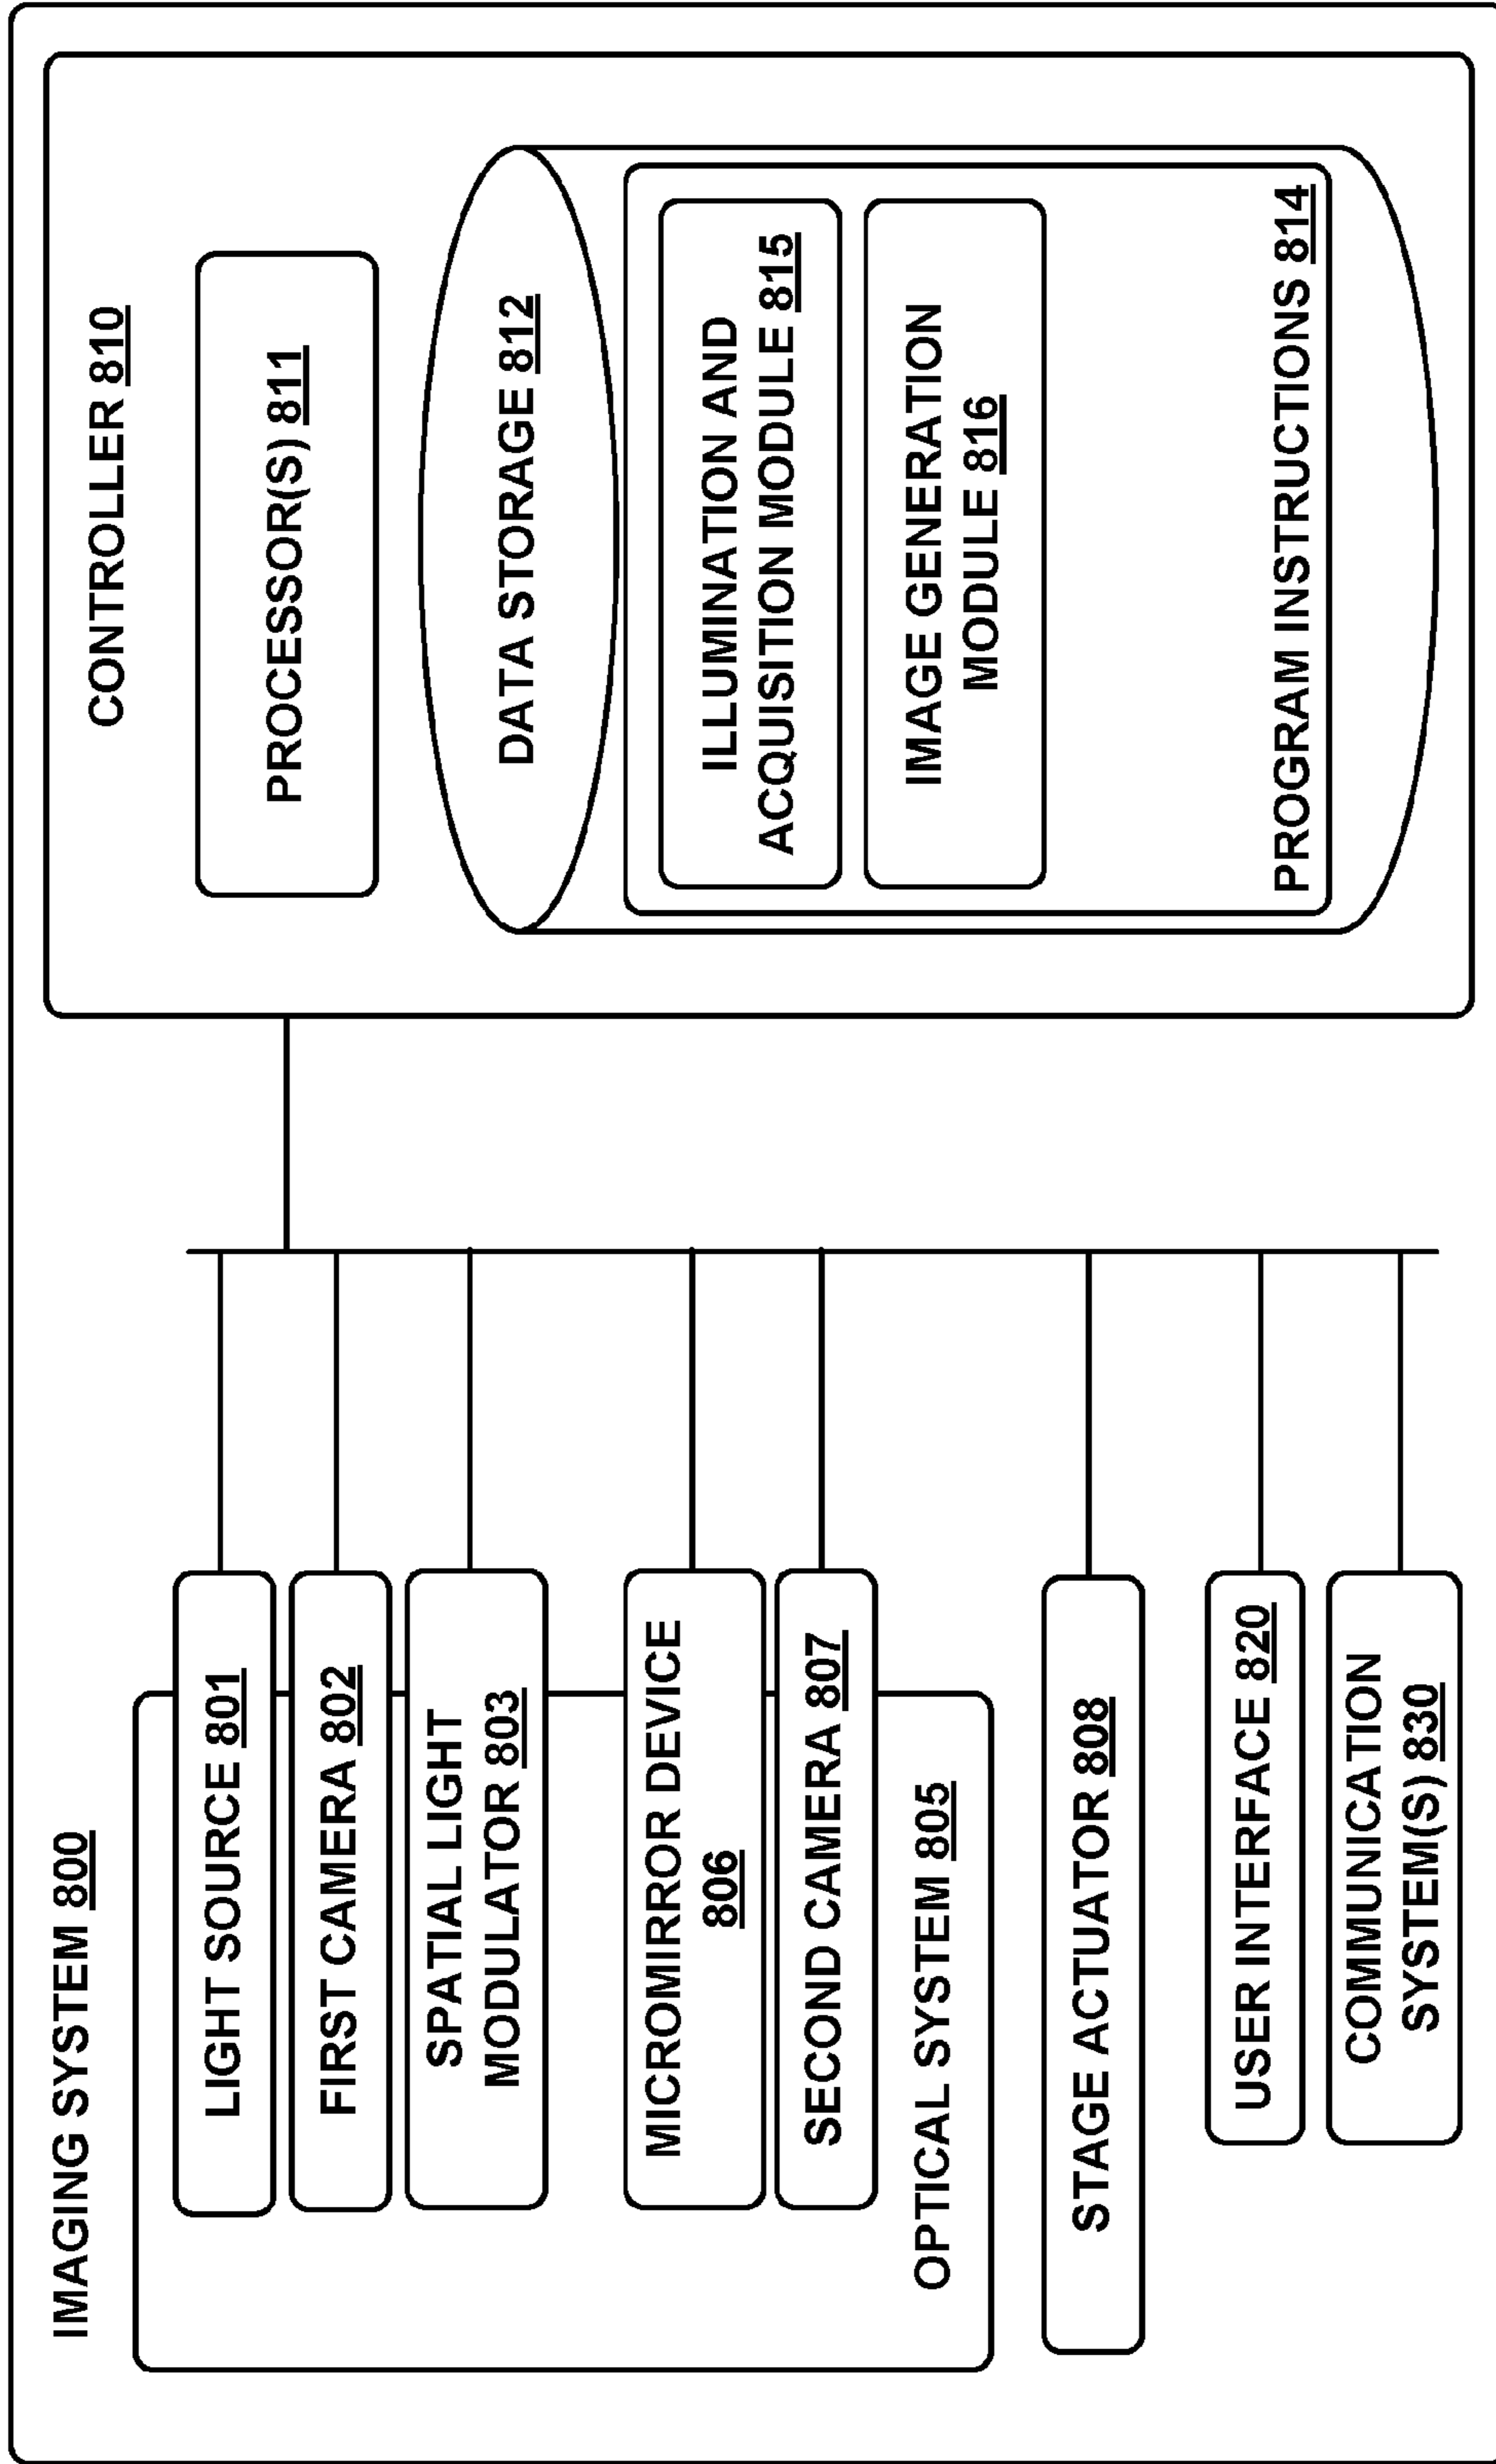 IMAGING SYSTEM 800
LIGHT SOURCE 801
FIRST CAMERA 802
SPATIAL LIGHT
MODULATOR 803
MICROMIRROR DEVICE
806
SECOND CAMERA 807
OPTICAL SYSTEM 805
STAGE ACTUATOR 808
USER INTERFACE 820
COMMUNICATION
SYSTEM(S) 830
CONTROLLER 810
PROCESSOR(S) 811
DATA STORAGE 812
ILLUMINATION AND
ACQUISITION MODULE 815
IMAGE GENERATION
MODULE 816
PROGRAM INSTRUCTIONS 814